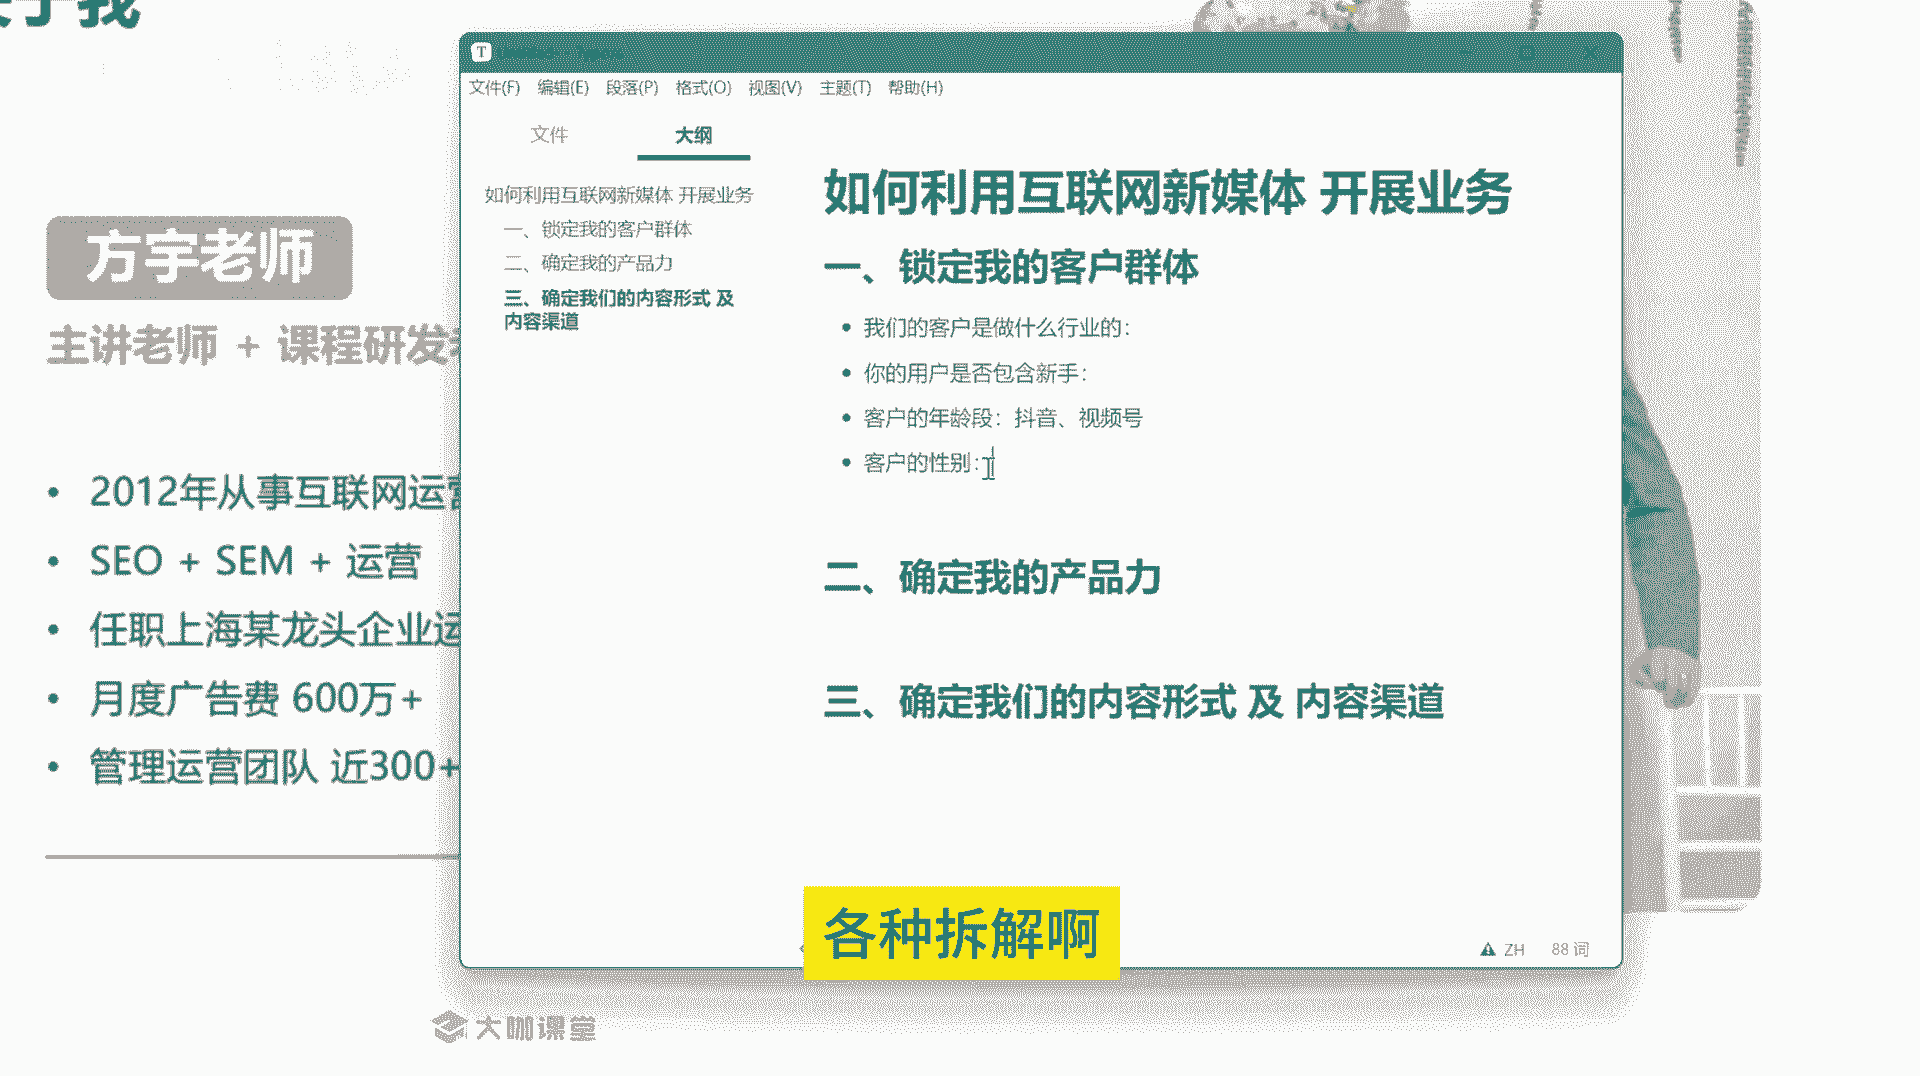 方宇老师
主讲老师 + 课程研发
2012年从事互联网运营
SEO + SEM + 运营
任职上海某龙头企业运
月度广告费 600万+
管理运营团队 近300+
T
文件(F) 编辑(E) 段落(P) 格式(O) 视图(V) 主题(T) 帮助(H)
文件 大纲
如何利用互联网新媒体 开展业务
一、锁定我的客户群体
二、确定我的产品力
三、确定我们的内容形式 及
内容渠道
如何利用互联网新媒体 开展业务
一、锁定我的客户群体
我们的客户是做什么行业的：
你的用户是否包含新手：
客户的年龄段：抖音、视频号
客户的性别：
二、确定我的产品力
三、确定我们的内容形式 及 内容渠道
各种拆解啊
ZH 88 词
大咖课堂